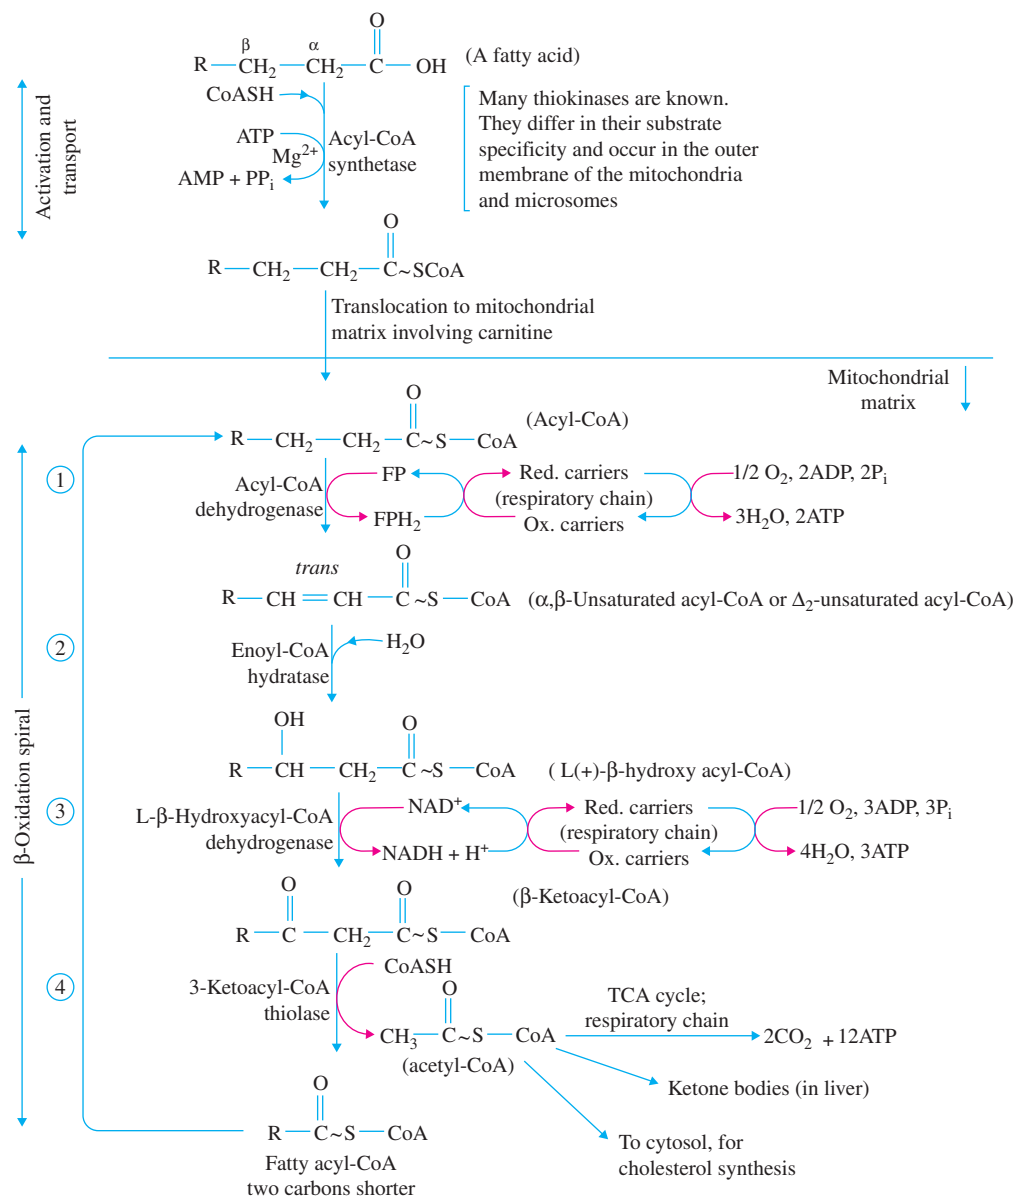 O
β α
R CH₂ CH₂ C OH (A fatty acid)
CoASH
ATP
Mg²⁺
AMP + PPᵢ
Acyl-CoA
synthetase
Many thiokinases are known.
They differ in their substrate
specificity and occur in the outer
membrane of the mitochondria
and microsomes
Activation and
transport
O
R CH₂ CH₂ C~SCoA
Translocation to mitochondrial
matrix involving carnitine
Mitochondrial
matrix
O
R CH₂ CH₂ C~S CoA (Acyl-CoA)
1
Acyl-CoA
dehydrogenase
FP
FPH₂
Red. carriers
(respiratory chain)
Ox. carriers
1/2 O₂, 2ADP, 2Pᵢ
3H₂O, 2ATP
O
trans
R CH CH C~S CoA (α,β-Unsaturated acyl-CoA or Δ₂-unsaturated acyl-CoA)
2
Enoyl-CoA
hydratase
H₂O
β-Oxidation spiral
OH O
R CH CH₂ C~S CoA ( L(+)-β-hydroxy acyl-CoA)
3
L-β-Hydroxyacyl-CoA
dehydrogenase
NAD⁺
NADH + H⁺
Red. carriers
(respiratory chain)
Ox. carriers
1/2 O₂, 3ADP, 3Pᵢ
4H₂O, 3ATP
O O
(β-Ketoacyl-CoA)
R C CH₂ C~S CoA
4
3-Ketoacyl-CoA
thiolase
CoASH
O
CH₃ C~S CoA
(acetyl-CoA)
TCA cycle;
respiratory chain
2CO₂ + 12ATP
Ketone bodies (in liver)
To cytosol, for
cholesterol synthesis
O
R C~S CoA
Fatty acyl-CoA
two carbons shorter